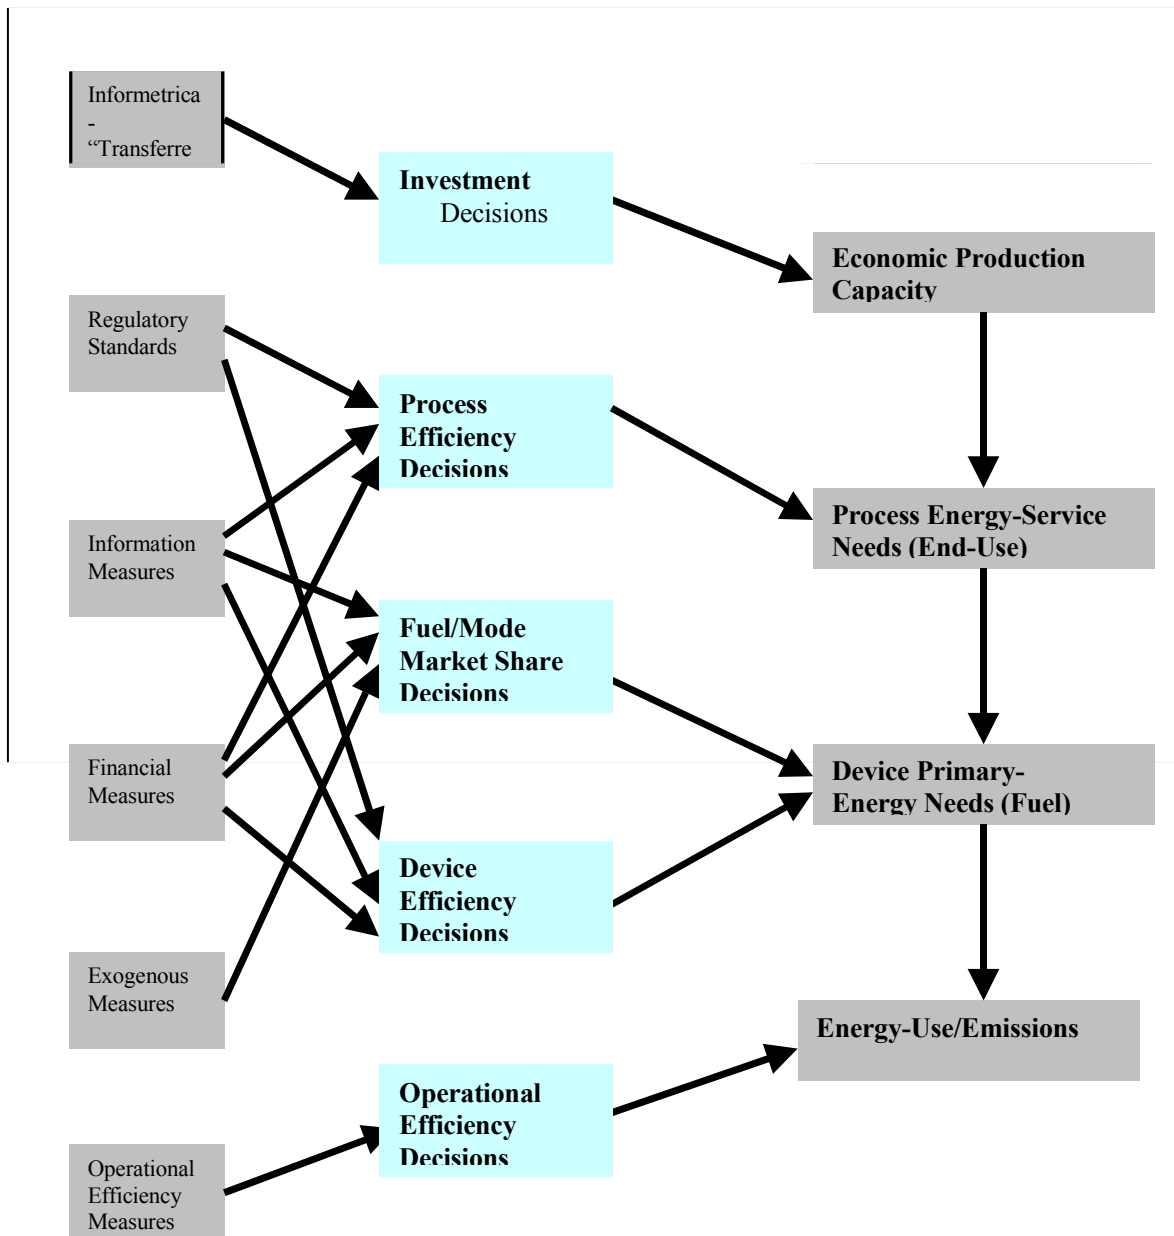 Informetrica
-
“Transferre
Investment
Decisions
Economic Production
Capacity
Regulatory
Standards
Process
Efficiency
Decisions
Information
Measures
Process Energy-Service
Needs (End-Use)
Fuel/Mode
Market Share
Decisions
Financial
Measures
Device Primary-
Energy Needs (Fuel)
Device
Efficiency
Decisions
Exogenous
Measures
Energy-Use/Emissions
Operational
Efficiency
Decisions
Operational
Efficiency
Measures